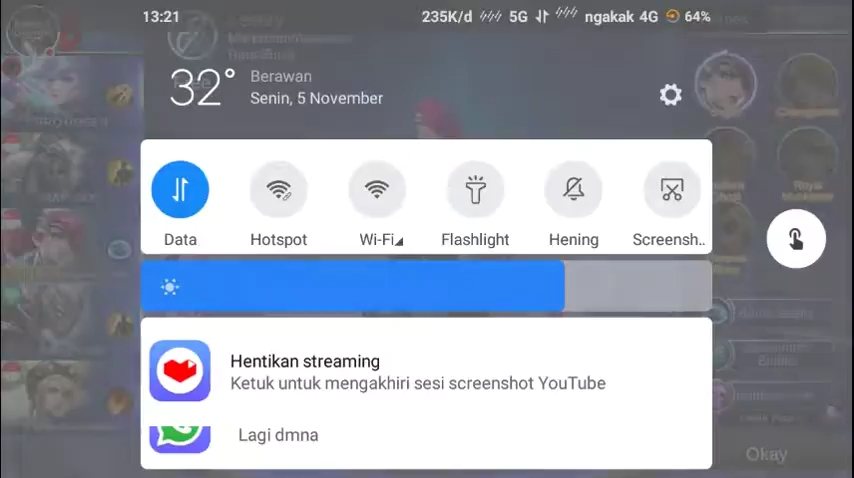 13:21
235K/d 5G ngakak 4G 64%
32°
Berawan
Senin, 5 November
Data
Hotspot
Wi-Fi
Flashlight
Hening
Screensh..
Hentikan streaming
Ketuk untuk mengakhiri sesi screenshot YouTube
Lagi dmna
Okay